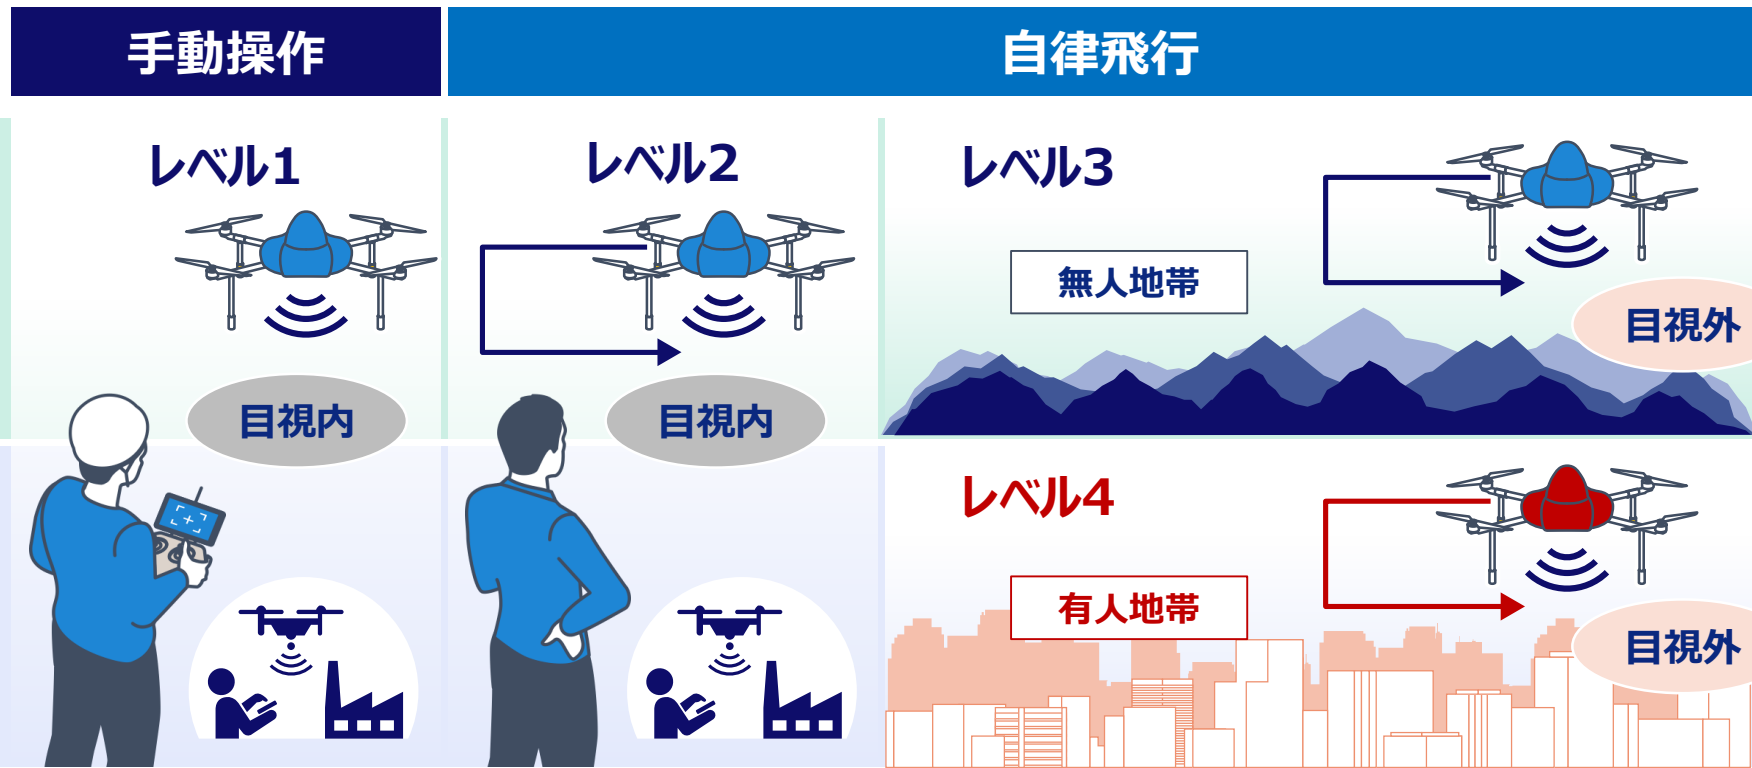 手動操作
自律飛行
レベル1
目視内
レベル2
目視内
レベル3
無人地帯
目視外
レベル4
有人地帯
目視外